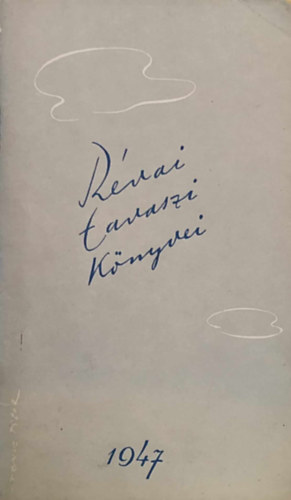 Révai
tavaszi
Könyvei
1947